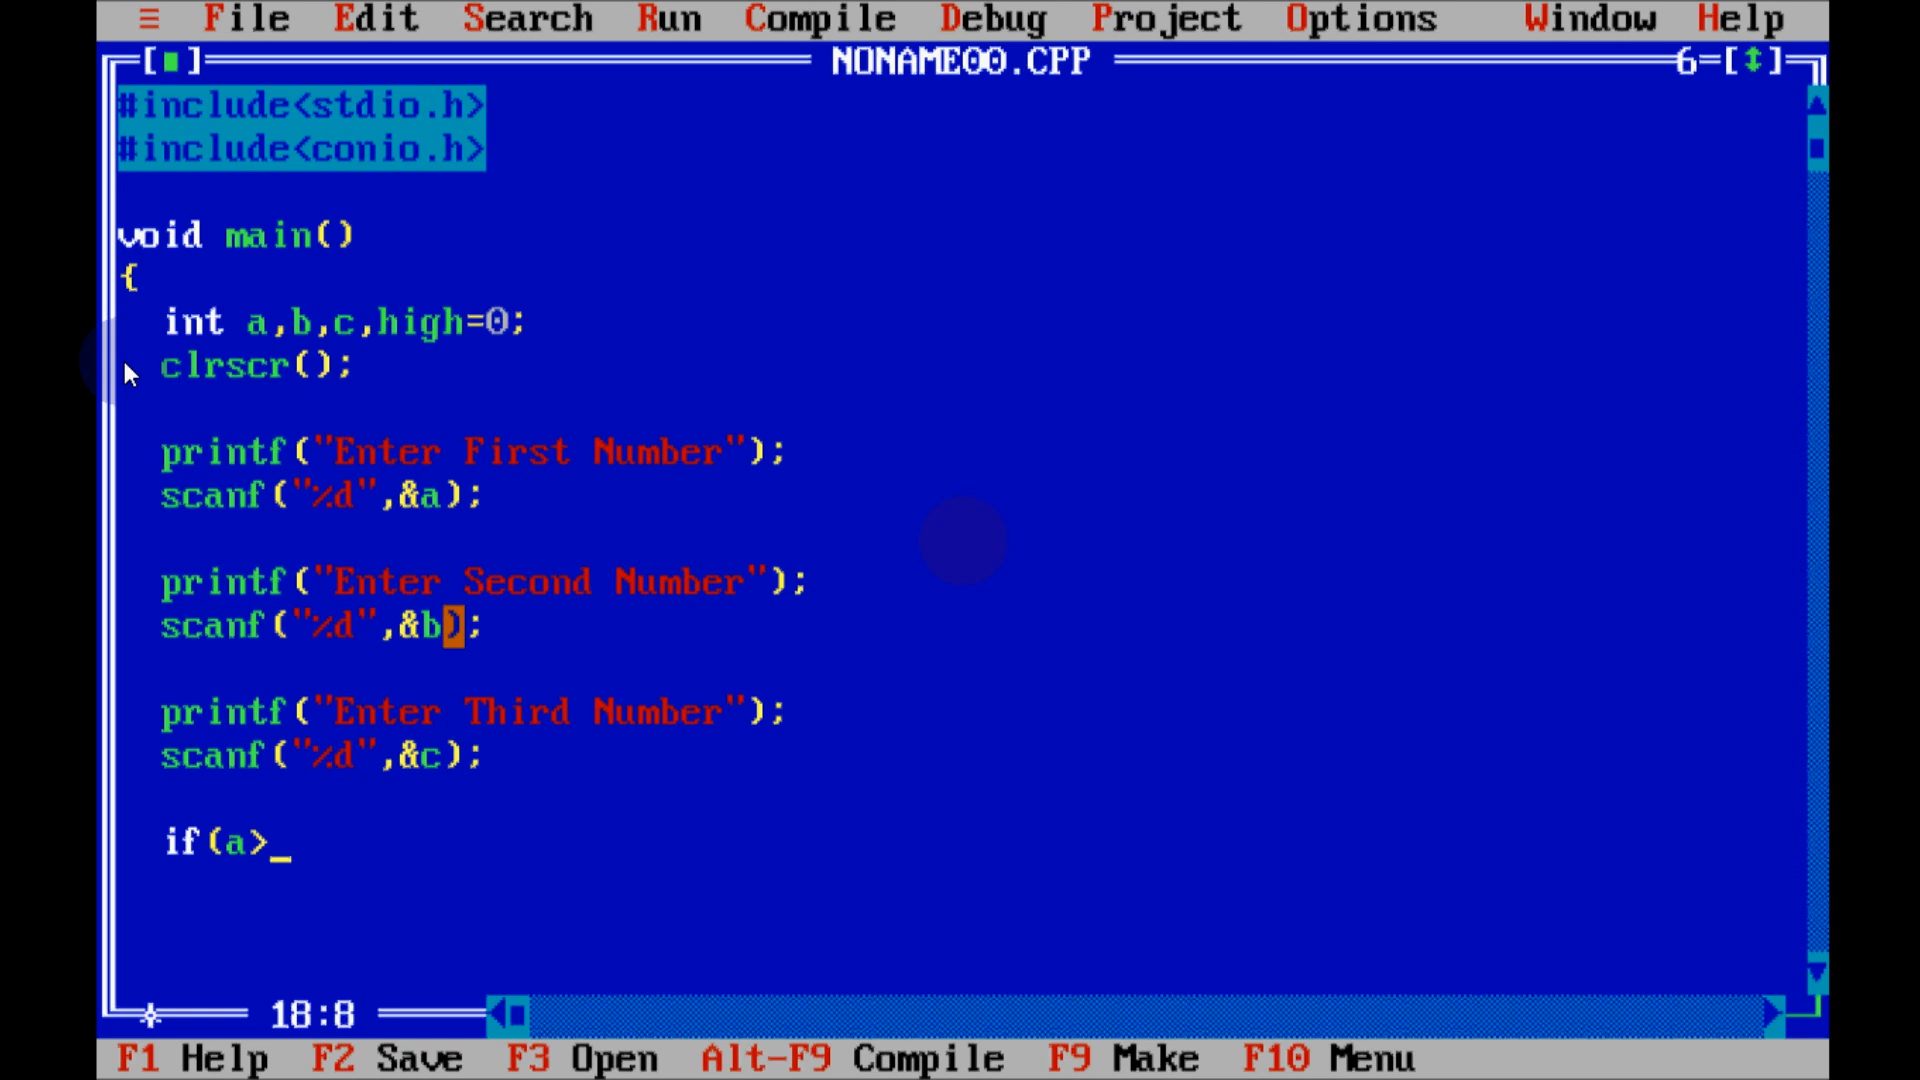 ≡ File Edit Search Run Compile Debug Project Options Window Help
[■] NONAME00.CPP 6=[↕]
#include<stdio.h>
#include<conio.h>
void main()
{
int a,b,c,high=0;
clrscr();
printf("Enter First Number");
scanf("%d",&a);
printf("Enter Second Number");
scanf("%d",&b);
printf("Enter Third Number");
scanf("%d",&c);
if(a>_
18:8
F1 Help F2 Save F3 Open Alt-F9 Compile F9 Make F10 Menu